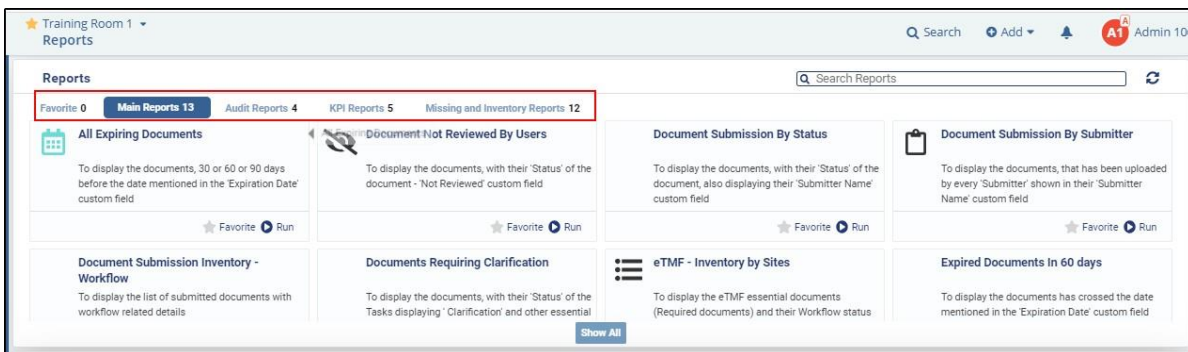 Training Room 1
Reports
Search
Add
A
A1
Admin 10
Reports
Search Reports
Favorite 0
Main Reports 13
Audit Reports 4
KPI Reports 5
Missing and Inventory Reports 12
All Expiring Documents
To display the documents, 30 or 60 or 90 days
before the date mentioned in the 'Expiration Date'
custom field
Favorite Run
Document Not Reviewed By Users
To display the documents, with their 'Status' of the
document - 'Not Reviewed' custom field
Favorite Run
Document Submission By Status
To display the documents, with their 'Status' of the
document, also displaying their 'Submitter Name'
custom field
Favorite Run
Document Submission By Submitter
To display the documents, that has been uploaded
by every 'Submitter' shown in their 'Submitter
Name' custom field
Favorite Run
Document Submission Inventory -
Workflow
To display the list of submitted documents with
workflow related details
Documents Requiring Clarification
To display the documents, with their 'Status' of the
Tasks displaying ' Clarification' and other essential
eTMF - Inventory by Sites
To display the eTMF essential documents
(Required documents) and their Workflow status
Expired Documents In 60 days
To display the documents has crossed the date
mentioned in the 'Expiration Date' custom field
Show All